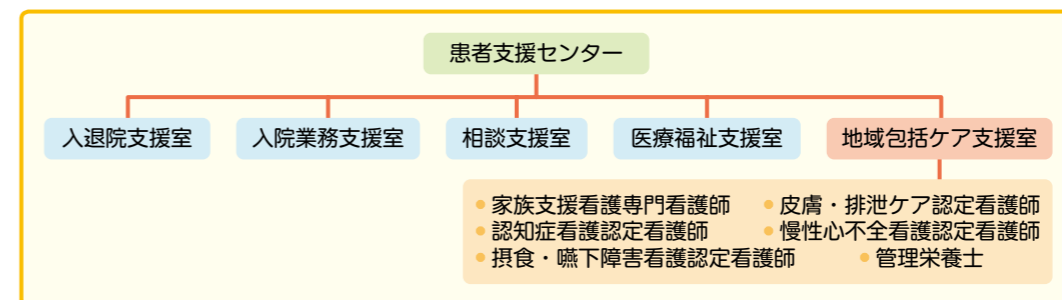 患者支援センター
入退院支援室
入院業務支援室
相談支援室
医療福祉支援室
地域包括ケア支援室
●家族支援看護専門看護師 ●皮膚・排泄ケア認定看護師
●認知症看護認定看護師 ●慢性心不全看護認定看護師
●摂食・嚥下障害看護認定看護師 ●管理栄養士